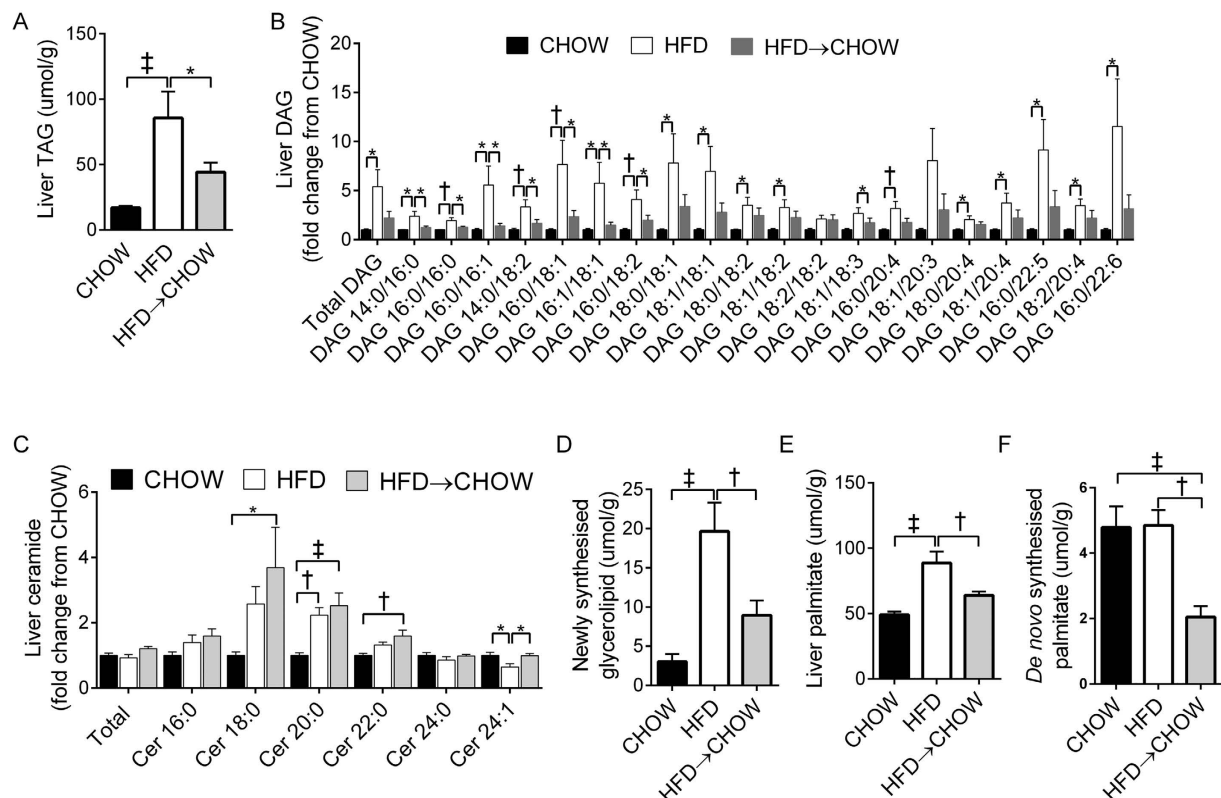 A
Liver TAG (umol/g)
150
100
50
0
‡
*
CHOW
HFD
HFD→CHOW
B
Liver DAG
(fold change from CHOW)
20
15
10
5
0
CHOW HFD HFD→CHOW
*
* *
† *
* *
† *
† *
* *
† *
*
*
*
*
*
†
*
*
*
*
*
Total DAG
DAG 14:0/16:0
DAG 16:0/16:0
DAG 16:0/16:1
DAG 14:0/18:2
DAG 16:0/18:1
DAG 16:1/18:1
DAG 16:0/18:2
DAG 18:0/18:1
DAG 18:1/18:1
DAG 18:0/18:2
DAG 18:1/18:2
DAG 18:2/18:2
DAG 18:1/18:3
DAG 16:0/20:4
DAG 18:1/20:3
DAG 18:0/20:4
DAG 18:1/20:4
DAG 16:0/22:5
DAG 18:2/20:4
DAG 16:0/22:6
C
Liver ceramide
(fold change from CHOW)
6
4
2
0
CHOW HFD HFD→CHOW
*
‡
†
†
* *
Total
Cer 16:0
Cer 18:0
Cer 20:0
Cer 22:0
Cer 24:0
Cer 24:1
D
Newly synthesised
glycerolipid (umol/g)
25
20
15
10
5
0
‡
†
CHOW
HFD
HFD→CHOW
E
Liver palmitate (umol/g)
150
100
50
0
‡
†
CHOW
HFD
HFD→CHOW
F
De novo synthesised
palmitate (umol/g)
6
4
2
0
‡
†
CHOW
HFD
HFD→CHOW